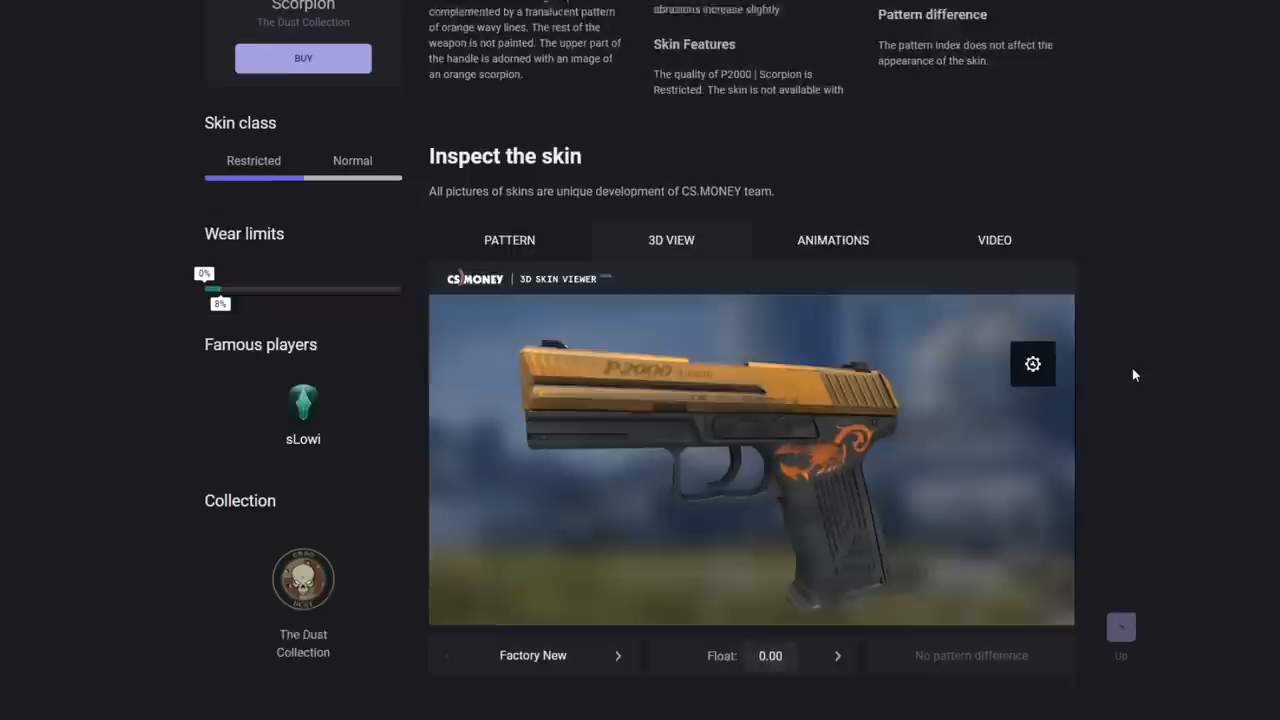 Scorpion
The Dust Collection
BUY
Skin class
Restricted
Normal
Wear limits
0%
8%
Famous players
sLowi
Collection
The Dust
Collection
complemented by a translucent pattern
of orange wavy lines. The rest of the
weapon is not painted. The upper part of
the handle is adorned with an image of
an orange scorpion.
abrasions increase slightly
Skin Features
The quality of P2000 | Scorpion is
Restricted. The skin is not available with
Pattern difference
The pattern index does not affect the
appearance of the skin.
Inspect the skin
All pictures of skins are unique development of CS.MONEY team.
PATTERN
3D VIEW
ANIMATIONS
VIDEO
CS MONEY | 3D SKIN VIEWER
P2000
Factory New
Float: 0.00
No pattern difference
Up